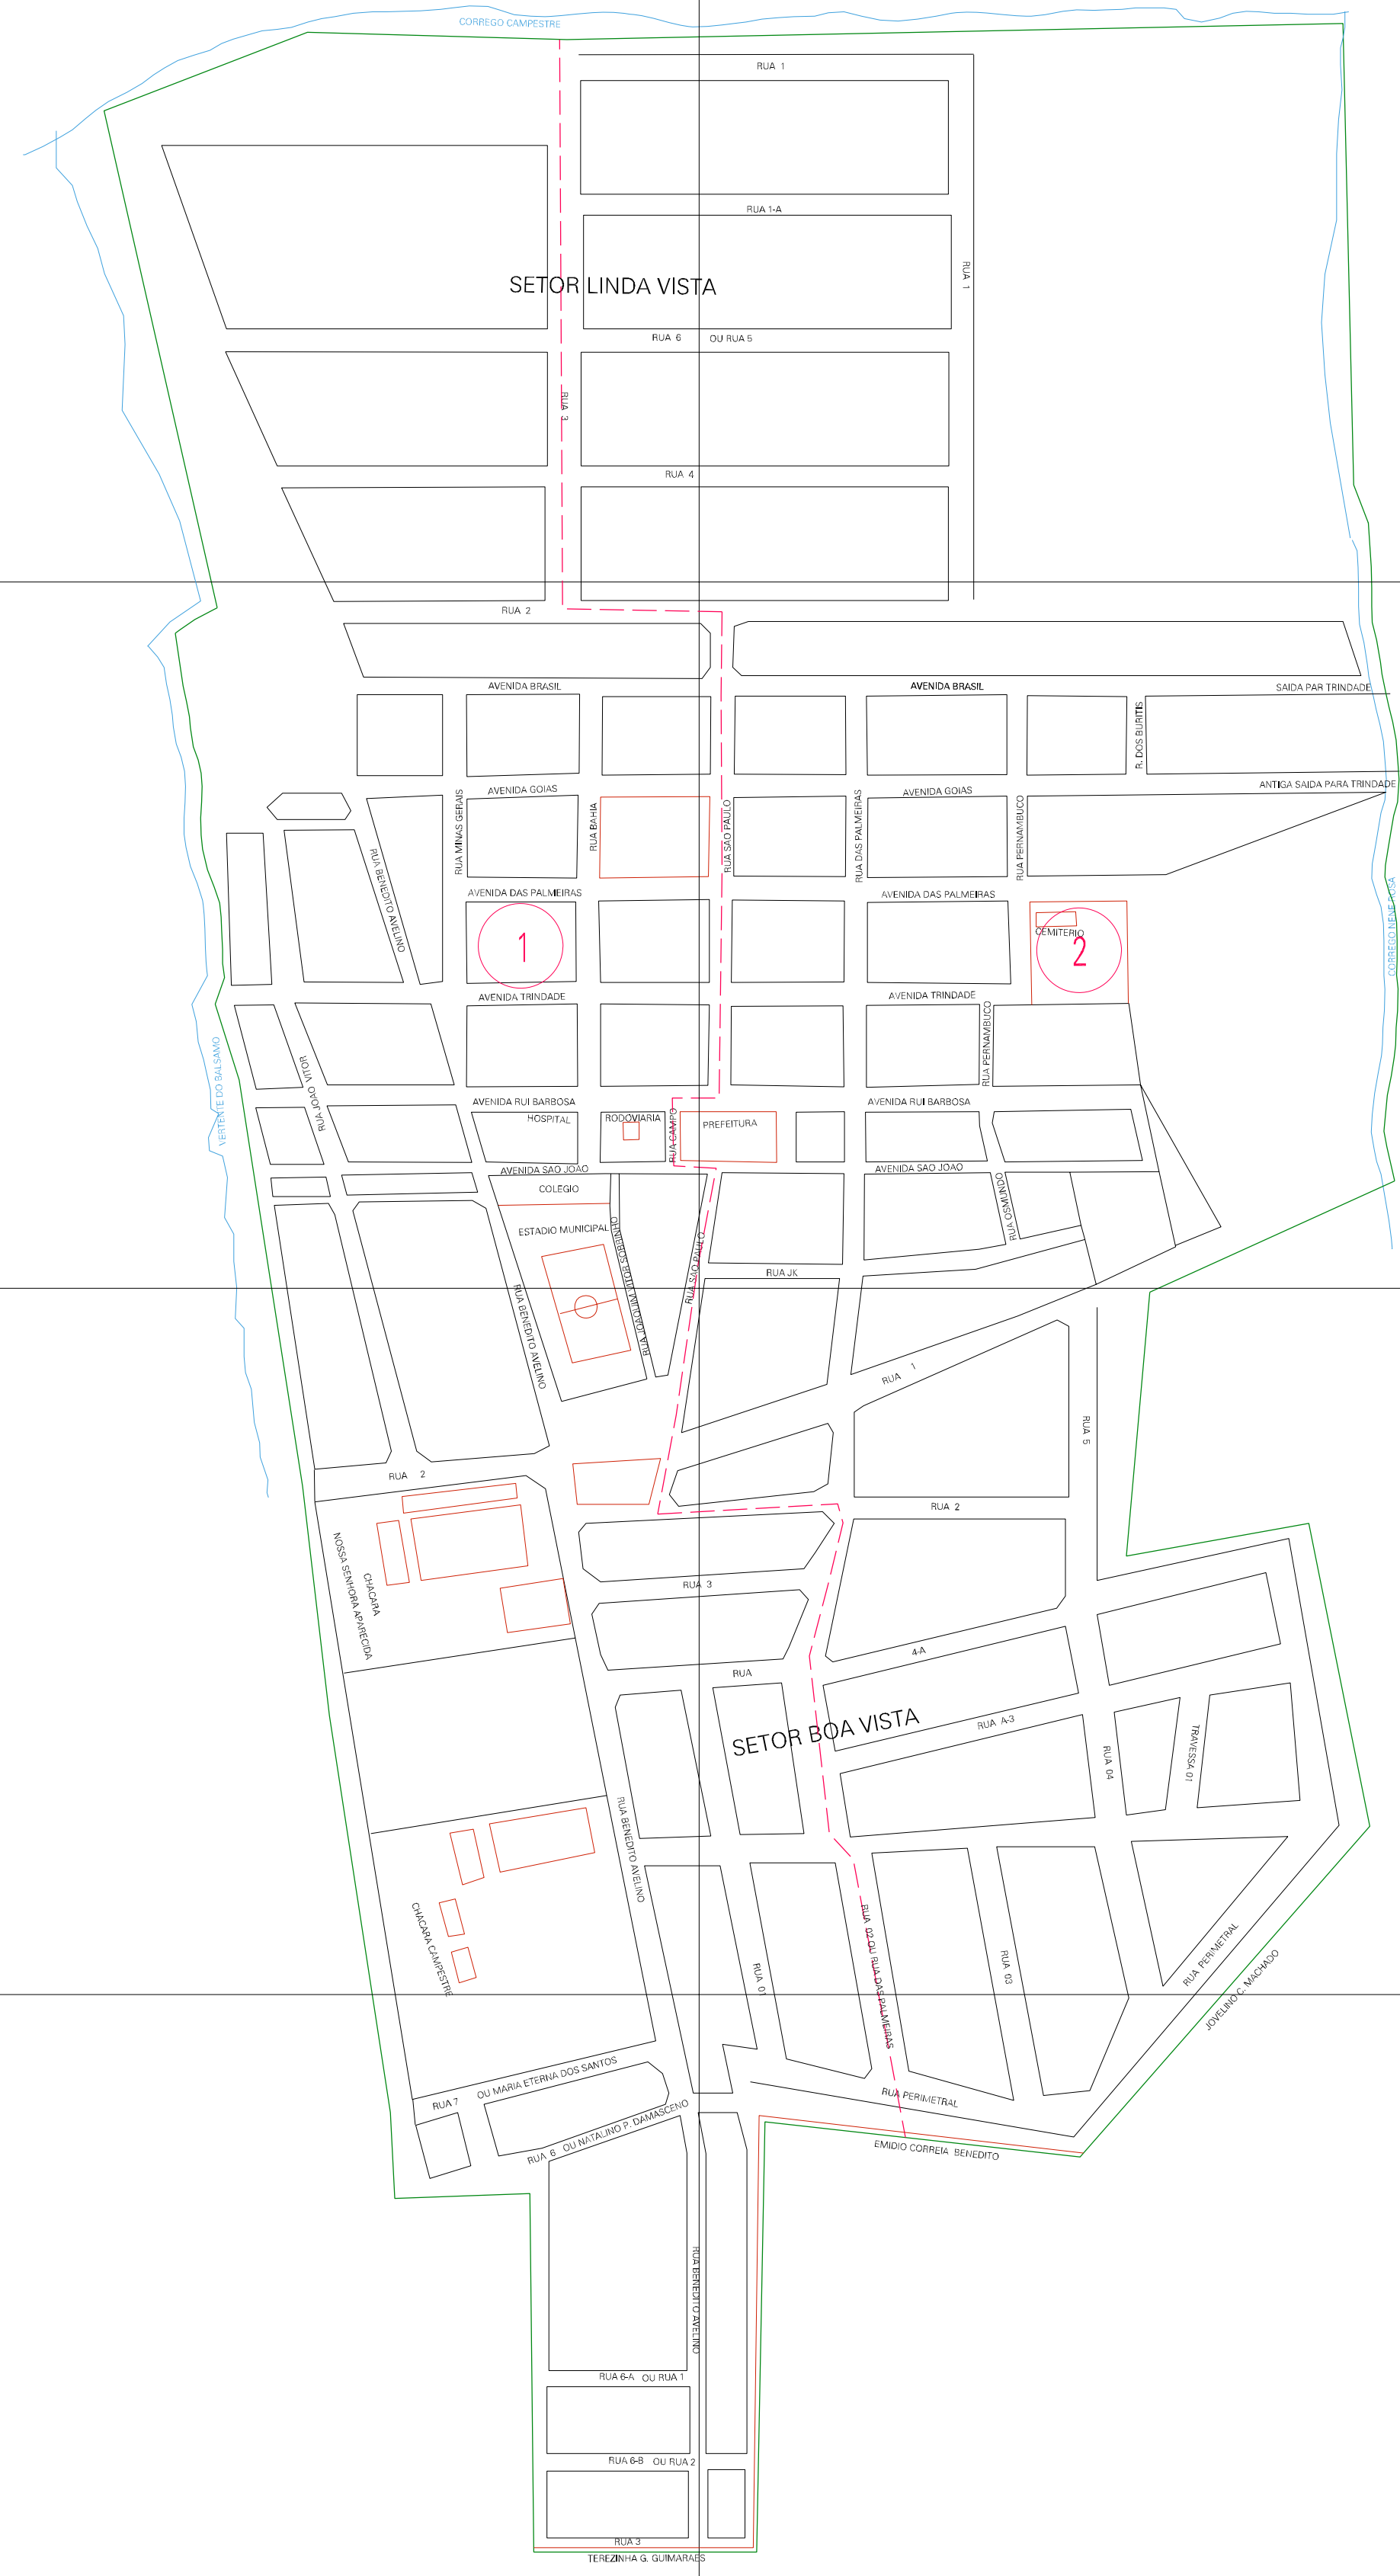 CORREGO CAMPESTRE
RUA 1
RUA 1-A
RUA 1
SETOR LINDA VISTA
RUA 6 OU RUA 5
RUA 3
RUA 4
RUA 2
AVENIDA BRASIL
AVENIDA BRASIL
SAIDA PAR TRINDADE
R. DOS BURITIS
ANTIGA SAIDA PARA TRINDADE
AVENIDA GOIAS
AVENIDA GOIAS
RUA MINAS GERAIS
RUA BAHIA
RUA SAO PAULO
RUA DAS PALMEIRAS
RUA PERNAMBUCO
RUA BENEDITO AVELINO
AVENIDA DAS PALMEIRAS
AVENIDA DAS PALMEIRAS
1
CEMITERIO
2
CORREGO NENE ROSA
AVENIDA TRINDADE
AVENIDA TRINDADE
RUA PERNAMBUCO
VERTENTE DO BALSAMO
RUA JOAO VITOR
AVENIDA RUI BARBOSA
AVENIDA RUI BARBOSA
HOSPITAL
RODOVIARIA
RUA CAMPO
PREFEITURA
AVENIDA SAO JOAO
AVENIDA SAO JOAO
COLEGIO
RUA OSMUNDO
ESTADIO MUNICIPAL
RUA JOAQUIM VITOR SOBRINHO
RUA SAO PAULO
RUA JK
RUA BENEDITO AVELINO
RUA 1
RUA 5
RUA 2
RUA 2
CHACARA
NOSSA SENHORA APARECIDA
RUA 3
4-A
RUA
SETOR BOA VISTA
RUA A-3
RUA 04
TRAVESSA 01
RUA BENEDITO AVELINO
CHACARA CAMPESTRE
RUA 01
RUA 02 OU RUA DAS PALMEIRAS
RUA 03
RUA PERIMETRAL
JOVELINO C. MACHADO
RUA 7 OU MARIA ETERNA DOS SANTOS
RUA PERIMETRAL
RUA 6 OU NATALINO P. DAMASCENO
EMIDIO CORREIA BENEDITO
RUA BENEDITO AVELINO
RUA 6-A OU RUA 1
RUA 6-B OU RUA 2
RUA 3
TEREZINHA G. GUIMARAES